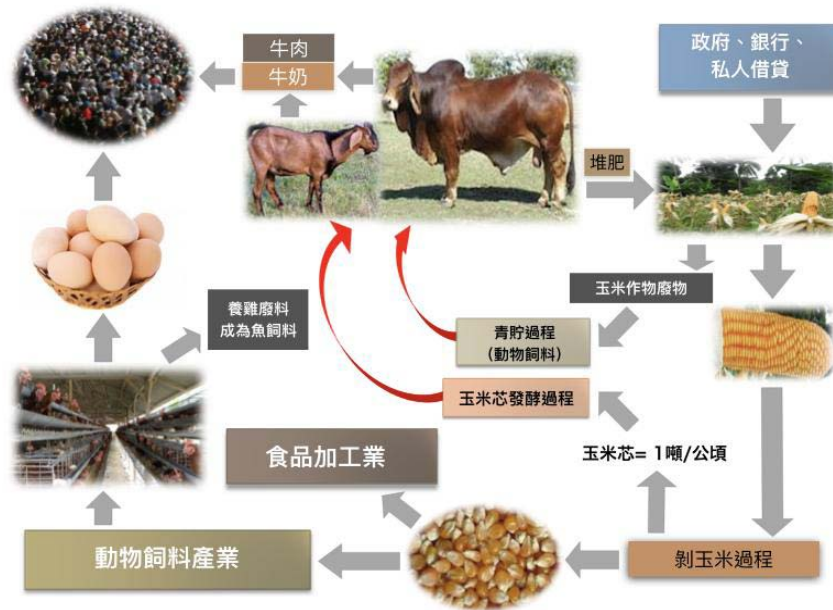 牛肉
牛奶
政府、銀行、
私人借貸
堆肥
玉米作物廢物
養雞廢料
成為魚飼料
青貯過程
(動物飼料)
玉米芯發酵過程
食品加工業
玉米芯= 1噸/公頃
動物飼料產業
剝玉米過程